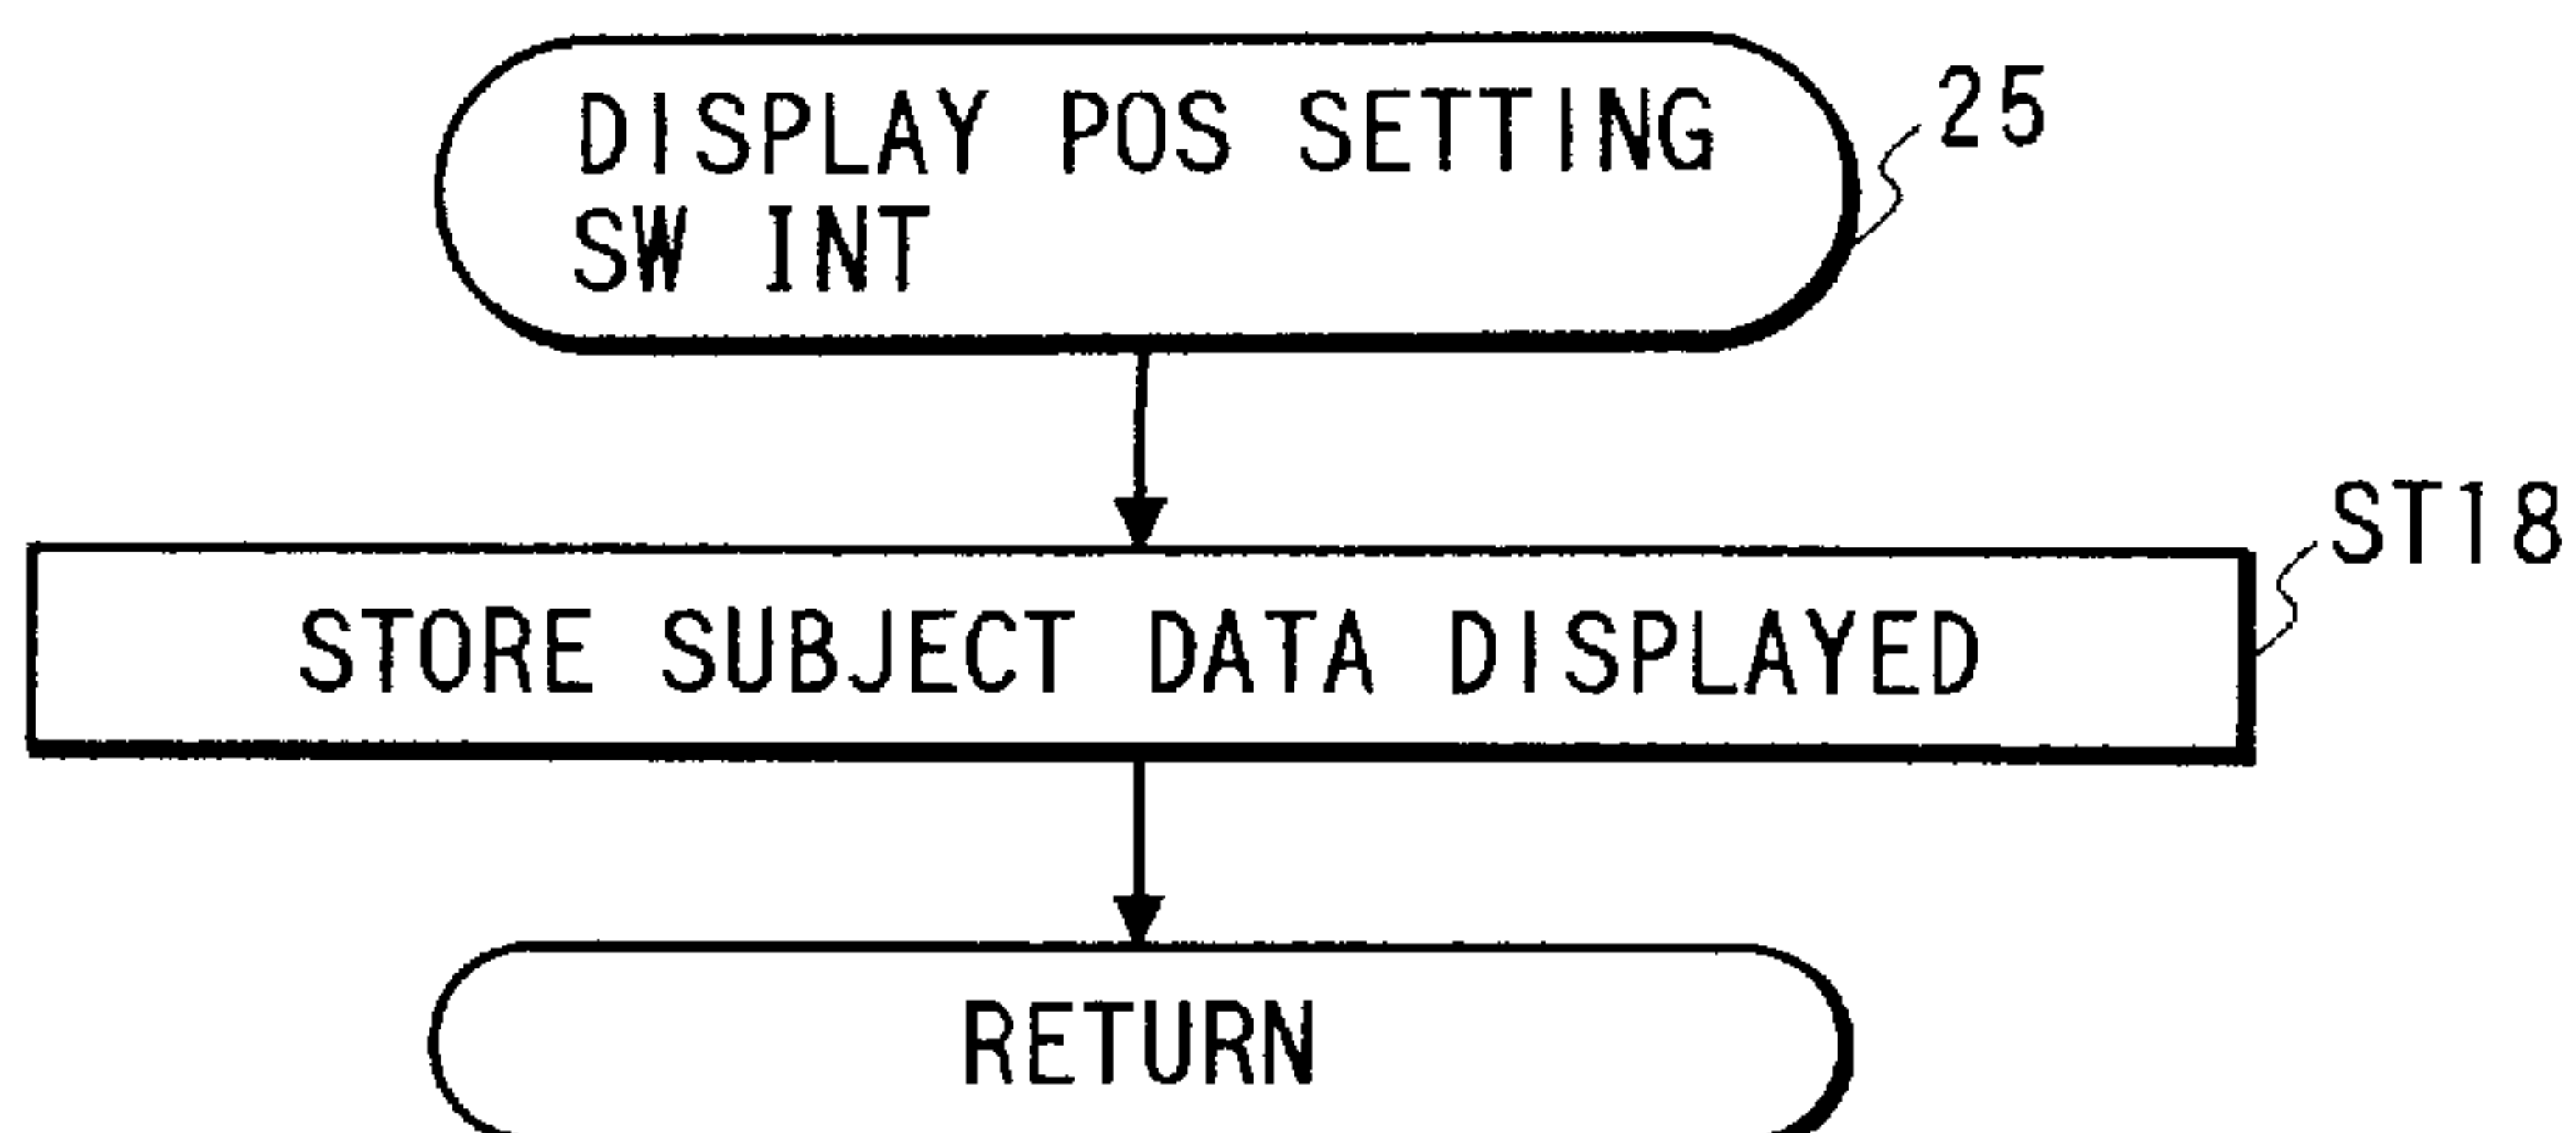 DISPLAY POS SETTING
SW INT
25
ST18
STORE SUBJECT DATA DISPLAYED
RETURN